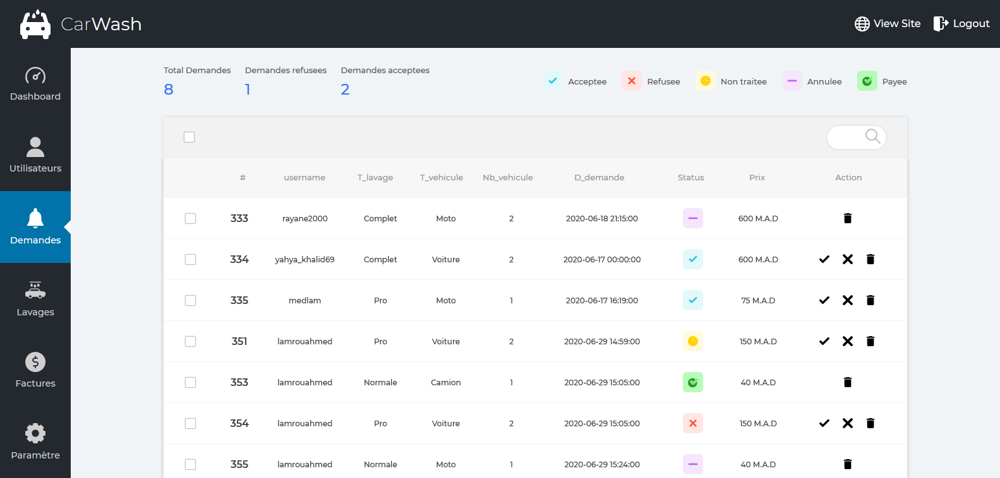 CarWash
View Site
Logout
Dashboard
Utilisateurs
Demandes
Lavages
Factures
Paramètre
Total Demandes
8
Demandes refusees
1
Demandes acceptees
2
Acceptee
Refusee
Non traitee
Annulee
Payee
# username T_lavage T_vehicule Nb_vehicule D_demande Status Prix Action
333 rayane2000 Complet Moto 2 2020-06-18 21:15:00 600 M.A.D
334 yahya_khalid69 Complet Voiture 2 2020-06-17 00:00:00 600 M.A.D
335 medlam Pro Moto 1 2020-06-17 16:19:00 75 M.A.D
351 lamrouahmed Pro Voiture 2 2020-06-29 14:59:00 150 M.A.D
353 lamrouahmed Normale Camion 1 2020-06-29 15:05:00 40 M.A.D
354 lamrouahmed Pro Voiture 2 2020-06-29 15:05:00 150 M.A.D
355 lamrouahmed Normale Moto 1 2020-06-29 15:24:00 40 M.A.D